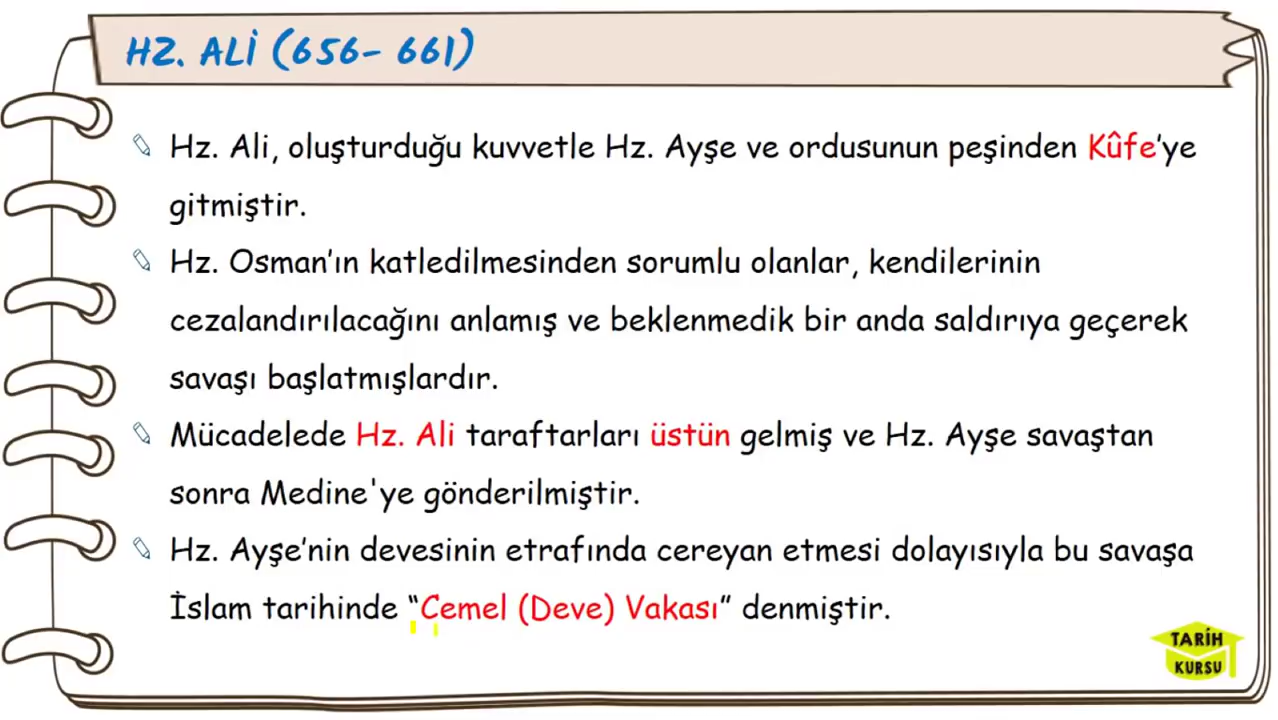 HZ. ALİ (656- 661)
Hz. Ali, oluşturduğu kuvvetle Hz. Ayşe ve ordusunun peşinden Kûfe'ye
gitmiştir.
Hz. Osman'ın katledilmesinden sorumlu olanlar, kendilerinin
cezalandırılacağını anlamış ve beklenmedik bir anda saldırıya geçerek
savaşı başlatmışlardır.
Mücadelede Hz. Ali taraftarları üstün gelmiş ve Hz. Ayşe savaştan
sonra Medine'ye gönderilmiştir.
Hz. Ayşe'nin devesinin etrafında cereyan etmesi dolayısıyla bu savaşa
İslam tarihinde “Cemel (Deve) Vakası” denmiştir.
TARİH
KURSU